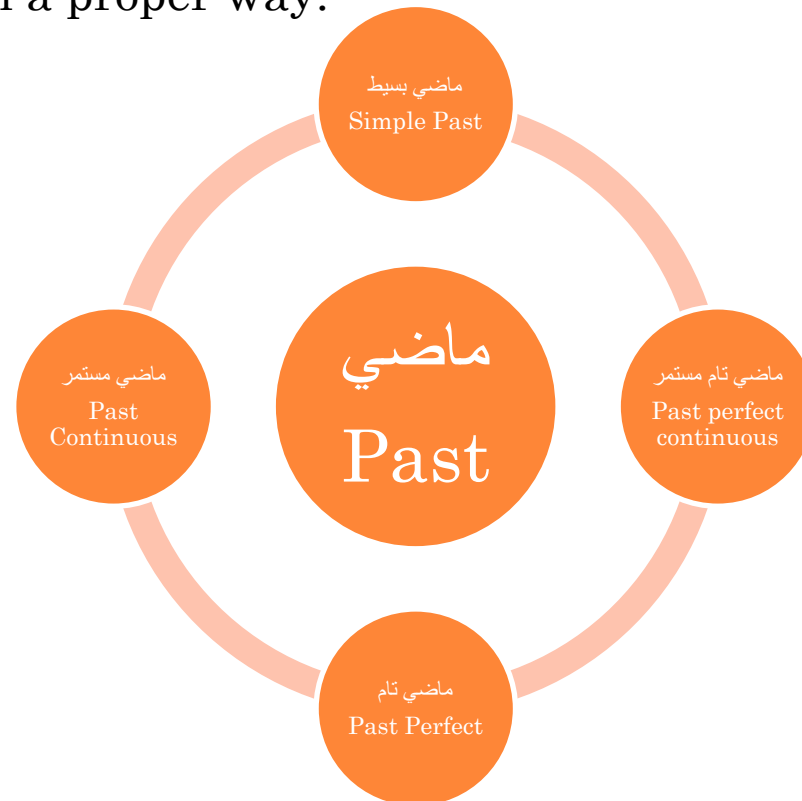 a proper way.
ماضي بسيط
Simple Past
ماضي مستمر
Past
Continuous
ماضي
Past
ماضي تام مستمر
Past perfect
continuous
ماضي تام
Past Perfect